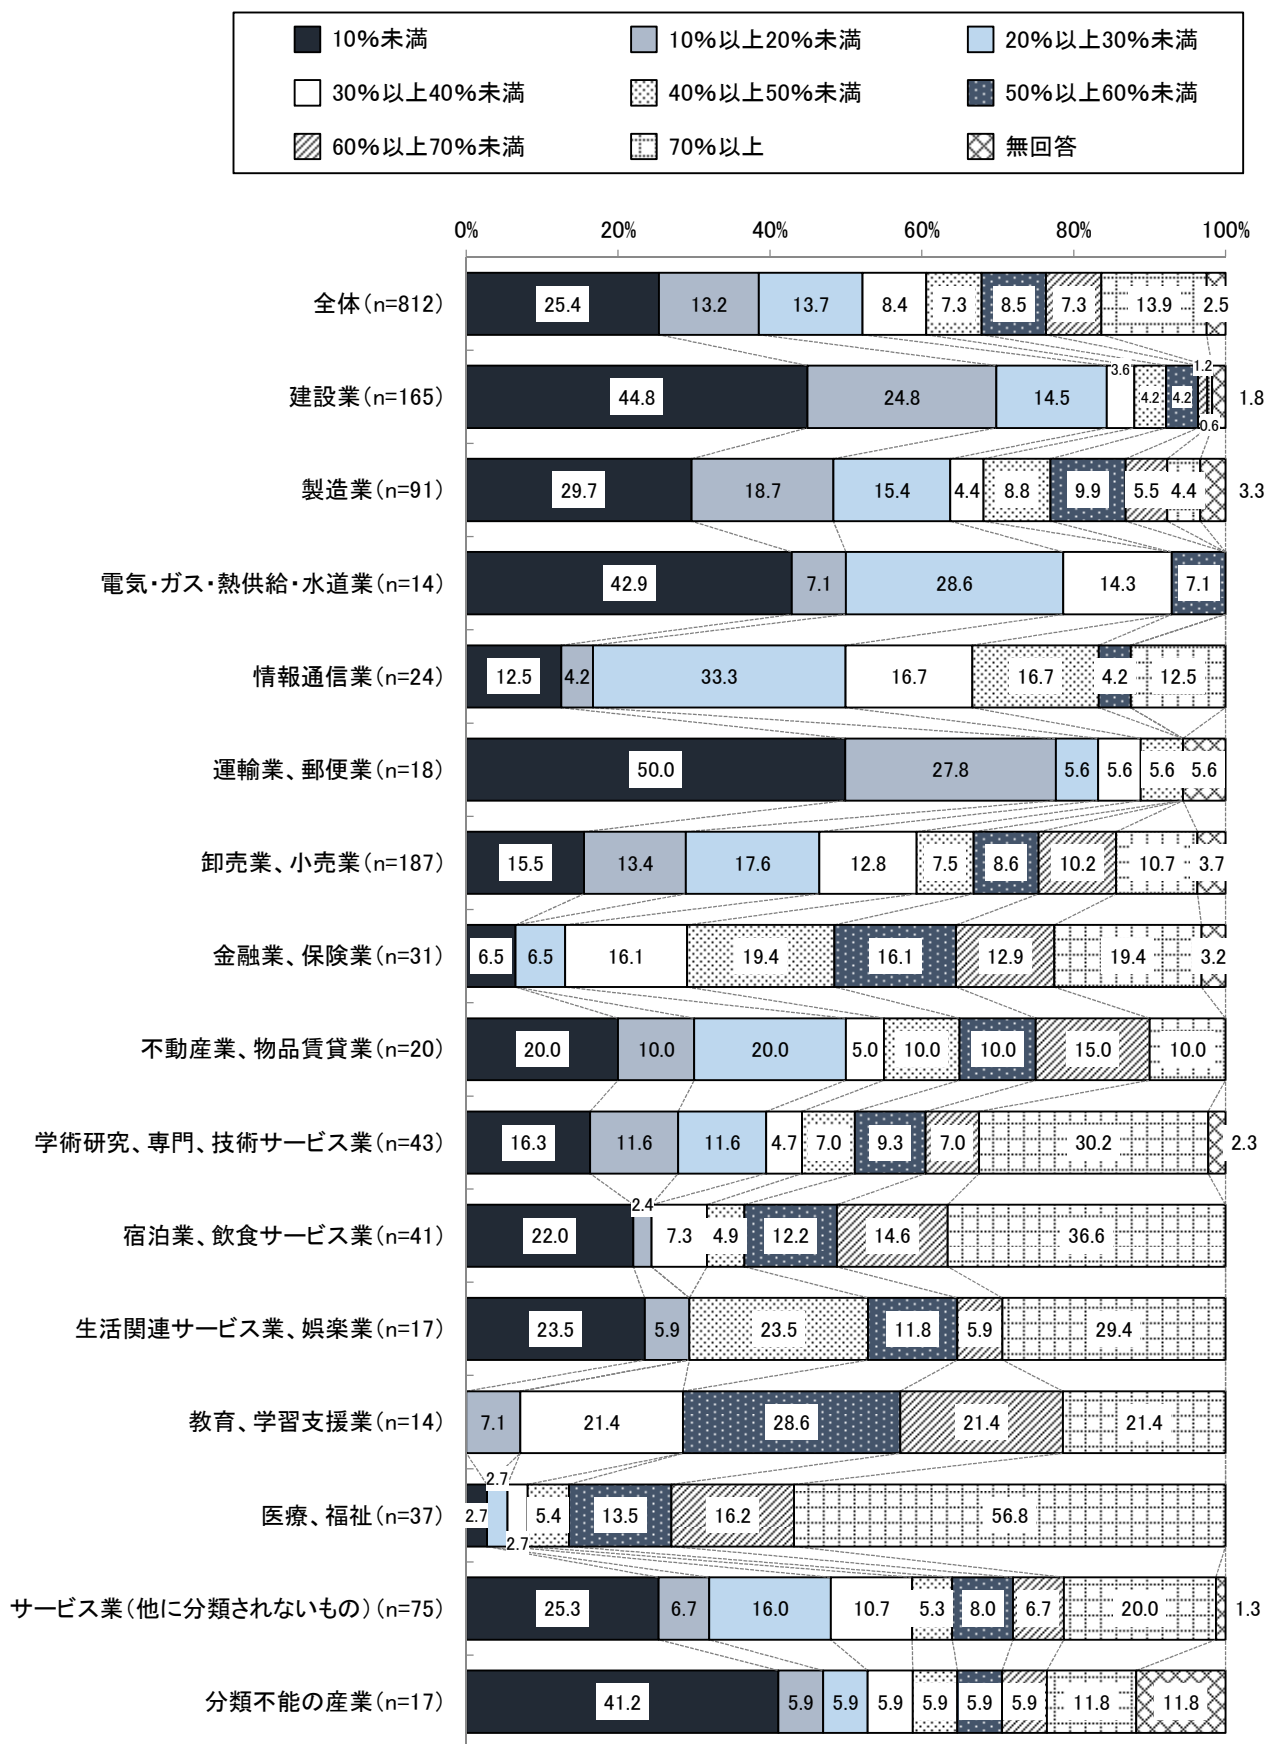 10%未満 10%以上20%未満 20%以上30%未満
30%以上40%未満 40%以上50%未満 50%以上60%未満
60%以上70%未満 70%以上 無回答
0% 20% 40% 60% 80% 100%
全体(n=812) 25.4 13.2 13.7 8.4 7.3 8.5 7.3 13.9 2.5
建設業(n=165) 44.8 24.8 14.5 3.6 4.2 4.2 1.2 0.6 1.8
製造業(n=91) 29.7 18.7 15.4 4.4 8.8 9.9 5.5 4.4 3.3
電気・ガス・熱供給・水道業(n=14) 42.9 7.1 28.6 14.3 7.1
情報通信業(n=24) 12.5 4.2 33.3 16.7 16.7 4.2 12.5
運輸業、郵便業(n=18) 50.0 27.8 5.6 5.6 5.6 5.6
卸売業、小売業(n=187) 15.5 13.4 17.6 12.8 7.5 8.6 10.2 10.7 3.7
金融業、保険業(n=31) 6.5 6.5 16.1 19.4 16.1 12.9 19.4 3.2
不動産業、物品賃貸業(n=20) 20.0 10.0 20.0 5.0 10.0 10.0 15.0 10.0
学術研究、専門、技術サービス業(n=43) 16.3 11.6 11.6 4.7 7.0 9.3 7.0 30.2 2.3
宿泊業、飲食サービス業(n=41) 22.0 2.4 7.3 4.9 12.2 14.6 36.6
生活関連サービス業、娯楽業(n=17) 23.5 5.9 23.5 11.8 5.9 29.4
教育、学習支援業(n=14) 7.1 21.4 28.6 21.4 21.4
医療、福祉(n=37) 2.7 2.7 2.7 5.4 13.5 16.2 56.8
サービス業(他に分類されないもの)(n=75) 25.3 6.7 16.0 10.7 5.3 8.0 6.7 20.0 1.3
分類不能の産業(n=17) 41.2 5.9 5.9 5.9 5.9 5.9 5.9 11.8 11.8